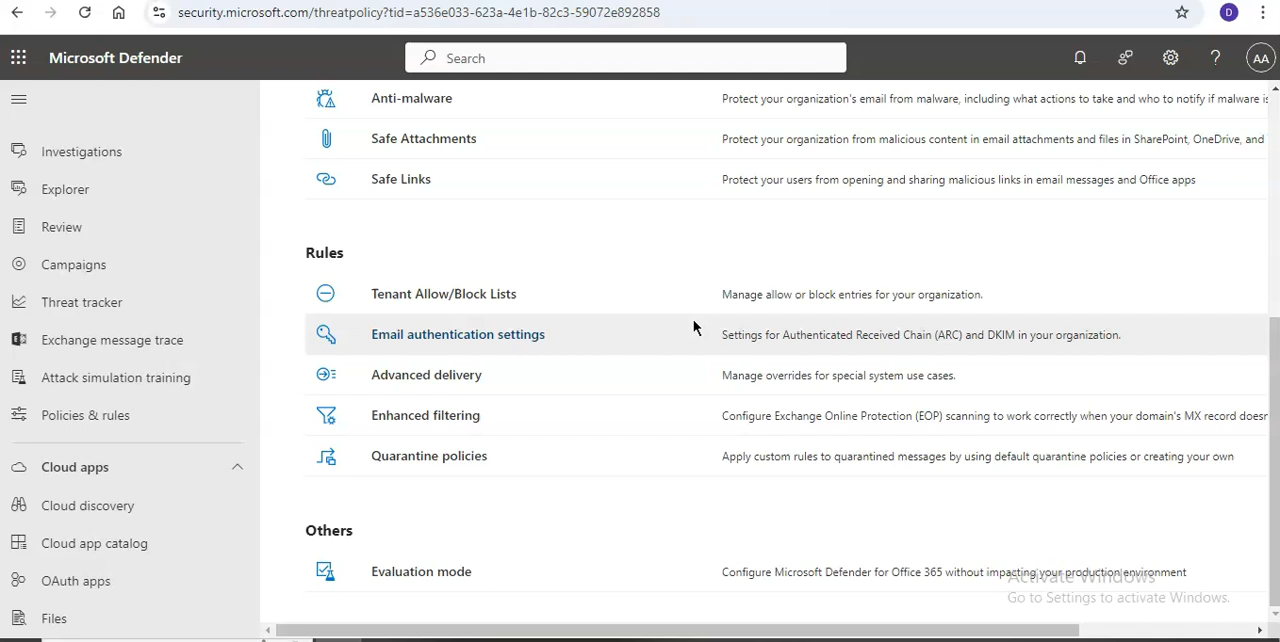 security.microsoft.com/threatpolicy?tid=a536e033-623a-4e1b-82c3-59072e892858
D
Microsoft Defender
Search
?
AA
Anti-malware
Protect your organization's email from malware, including what actions to take and who to notify if malware is
Safe Attachments
Protect your organization from malicious content in email attachments and files in SharePoint, OneDrive, and
Safe Links
Protect your users from opening and sharing malicious links in email messages and Office apps
Investigations
Explorer
Review
Campaigns
Threat tracker
Exchange message trace
Attack simulation training
Policies & rules
Cloud apps
Cloud discovery
Cloud app catalog
OAuth apps
Files
Rules
Tenant Allow/Block Lists
Manage allow or block entries for your organization.
Email authentication settings
Settings for Authenticated Received Chain (ARC) and DKIM in your organization.
Advanced delivery
Manage overrides for special system use cases.
Enhanced filtering
Configure Exchange Online Protection (EOP) scanning to work correctly when your domain's MX record doesr
Quarantine policies
Apply custom rules to quarantined messages by using default quarantine policies or creating your own
Others
Evaluation mode
Configure Microsoft Defender for Office 365 without impacting your production environment
Activate Windows
Go to Settings to activate Windows.